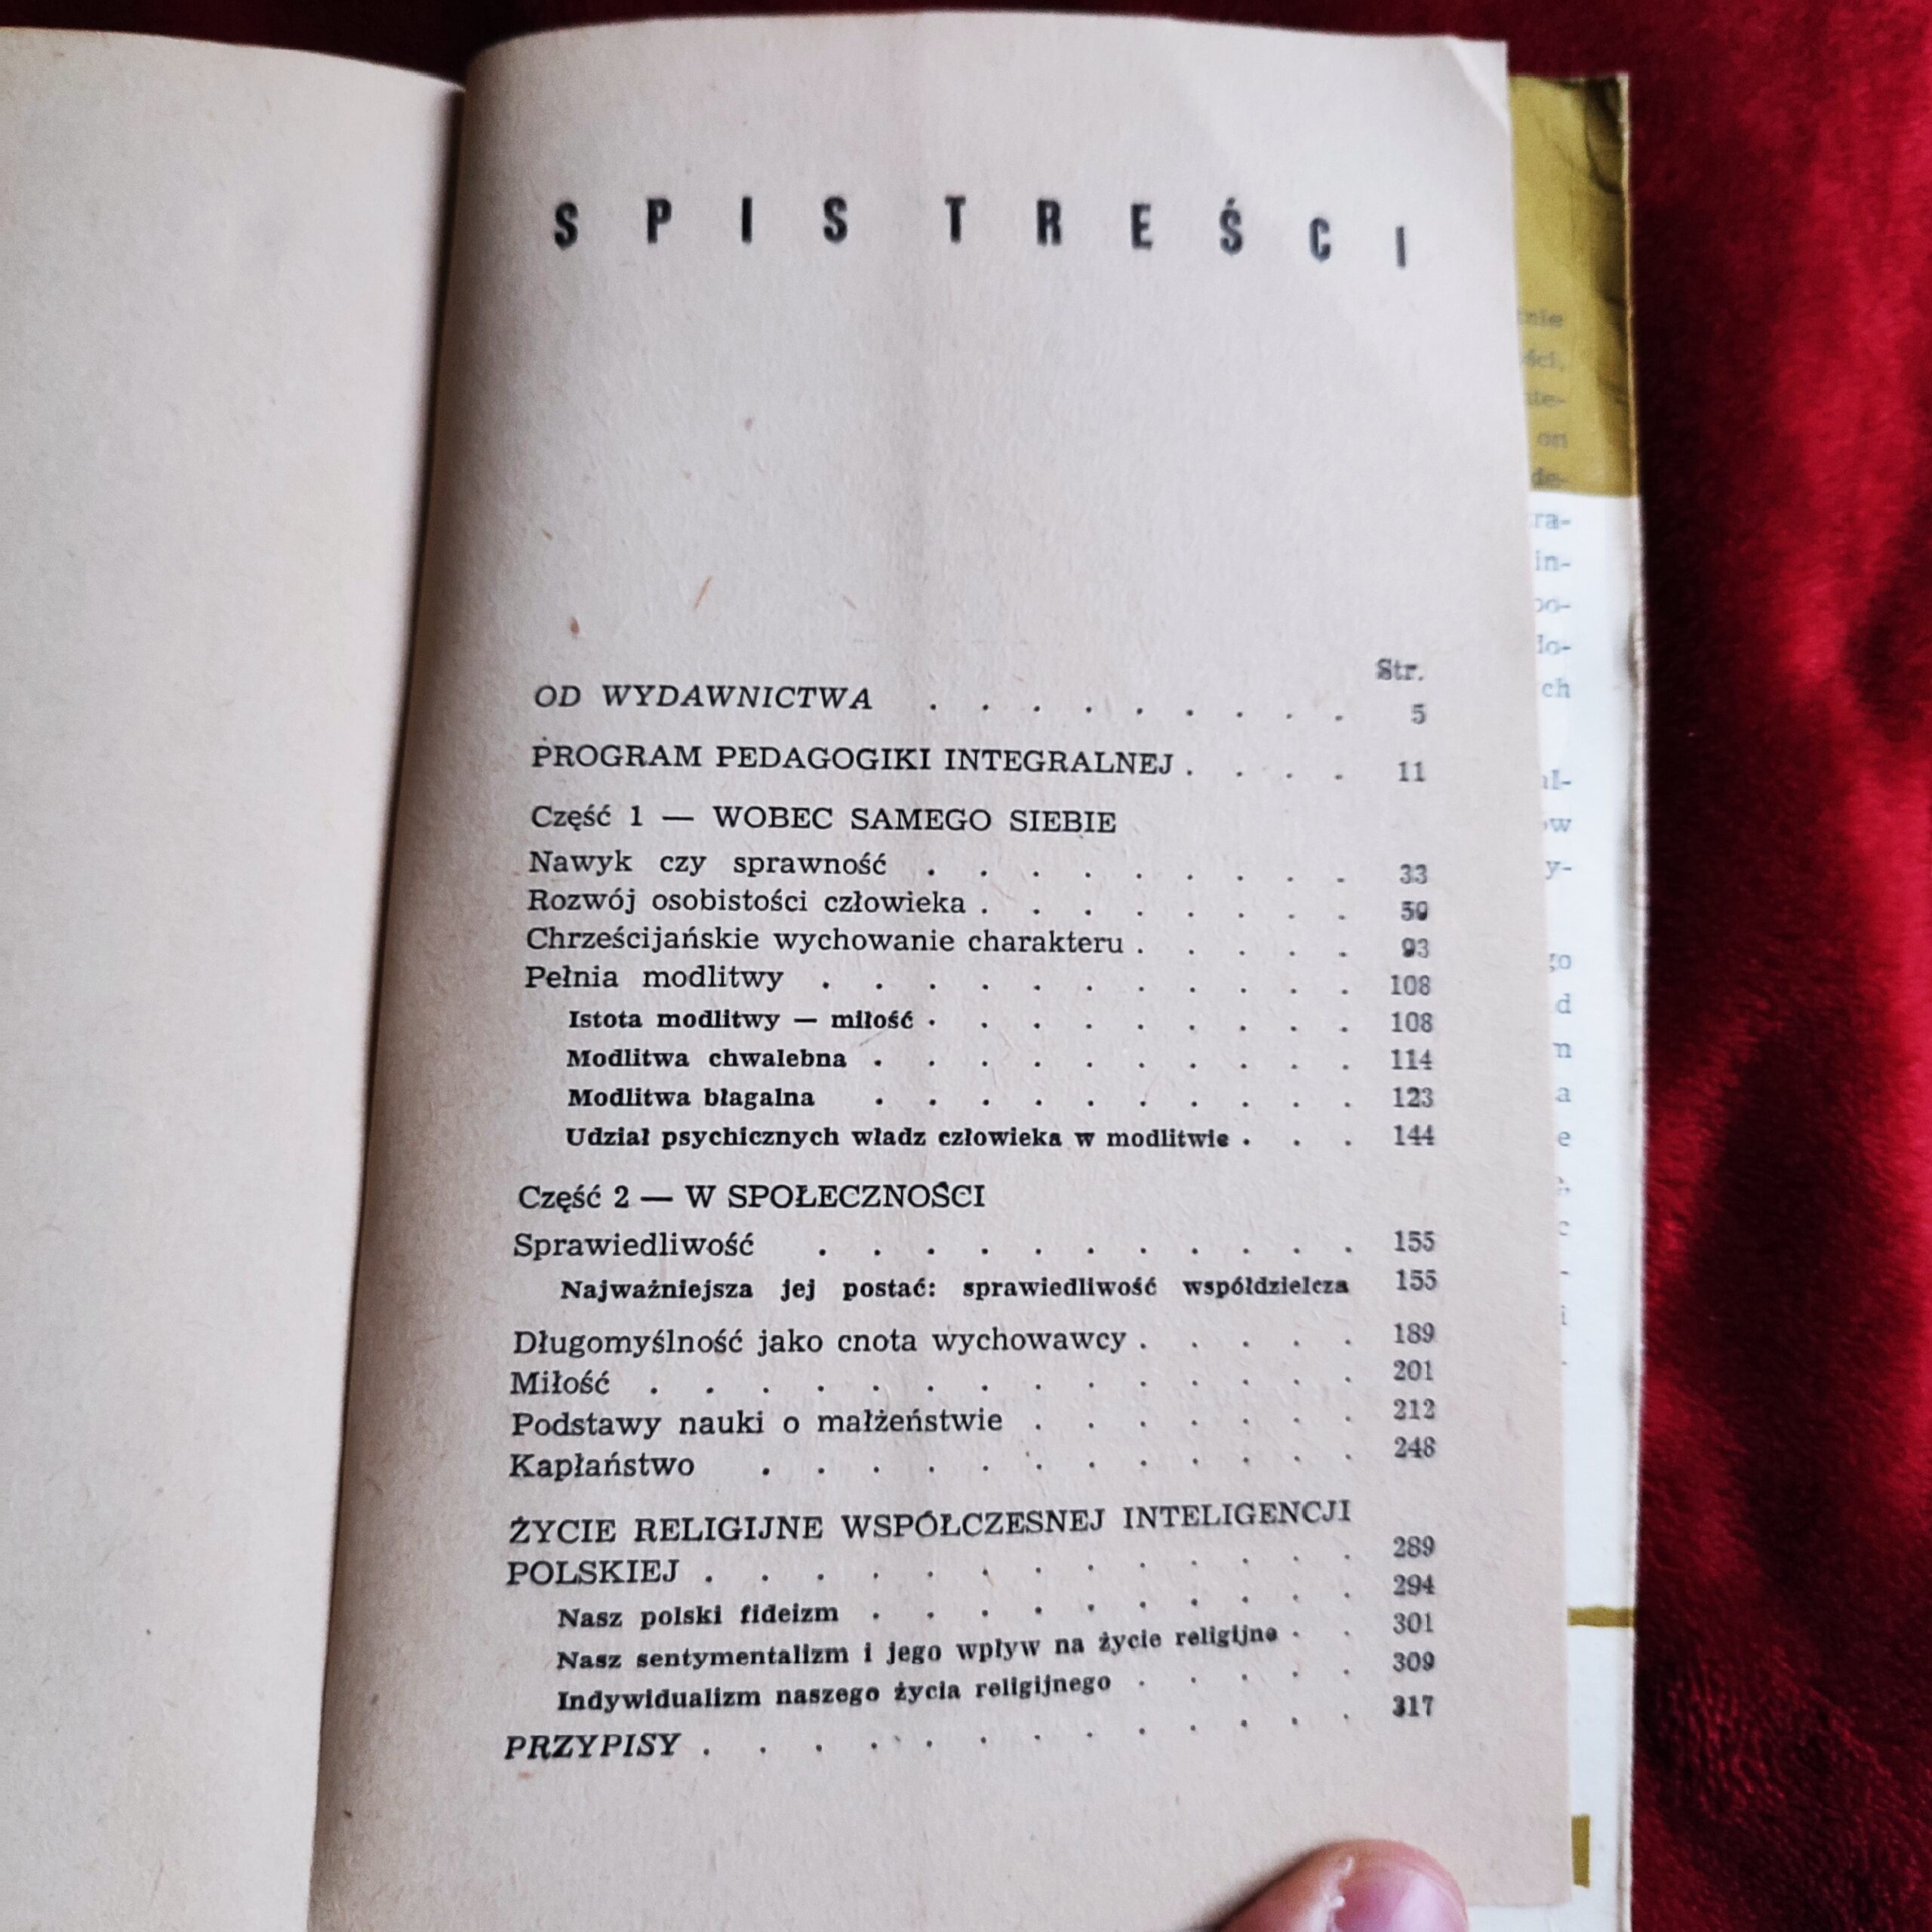 SPIS TREŚCI
Str.
OD WYDAWNICTWA . . . . . . . . . 5
PROGRAM PEDAGOGIKI INTEGRALNEJ . . . . 11
Część 1 — WOBEC SAMEGO SIEBIE
Nawyk czy sprawność . . . . . . . . . 33
Rozwój osobistości człowieka . . . . . . . . 59
Chrześcijańskie wychowanie charakteru . . . . . 93
Pełnia modlitwy . . . . . . . . . . . 108
Istota modlitwy — miłość . . . . . . . . . 108
Modlitwa chwalebna . . . . . . . . . . 114
Modlitwa błagalna . . . . . . . . . . 123
Udział psychicznych władz człowieka w modlitwie . . . 144
Część 2 — W SPOŁECZNOŚCI
Sprawiedliwość . . . . . . . . . . . 155
Najważniejsza jej postać: sprawiedliwość współdzielcza 155
Długomyślność jako cnota wychowawcy . . . . . 189
Miłość . . . . . . . . . . . . . . 201
Podstawy nauki o małżeństwie . . . . . . . 212
Kapłaństwo . . . . . . . . . . . . 248
ŻYCIE RELIGIJNE WSPÓŁCZESNEJ INTELIGENCJI
POLSKIEJ . . . . . . . . . . . . . 289
Nasz polski fideizm . . . . . . . . . . 294
Nasz sentymentalizm i jego wpływ na życie religijne . . 301
Indywidualizm naszego życia religijnego . . . . . 309
PRZYPISY . . . . . . . . . . . . . 317